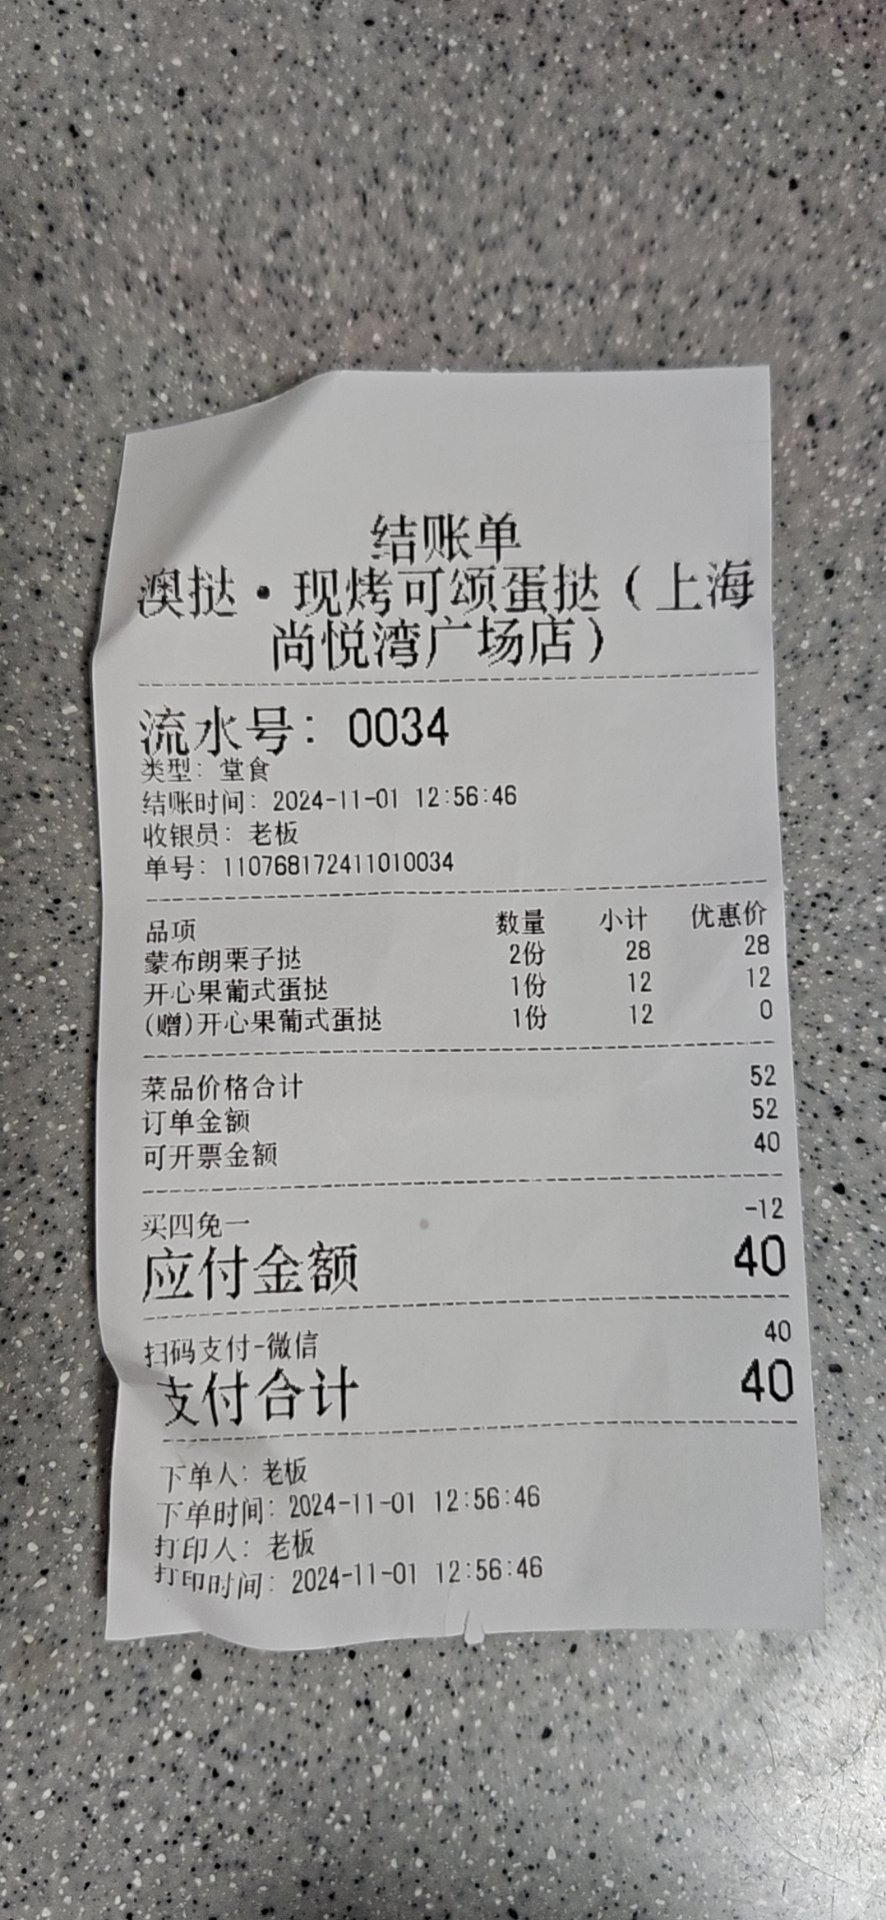 结账单
澳挞·现烤可颂蛋挞（上海
尚悦湾广场店）
流水号：0034
类型：堂食
结账时间：2024-11-01 12:56:46
收银员：老板
单号：110768172411010034
品项 数量 小计 优惠价
蒙布朗栗子挞 2份 28 28
开心果葡式蛋挞 1份 12 12
(赠)开心果葡式蛋挞 1份 12 0
菜品价格合计 52
订单金额 52
可开票金额 40
买四免一 -12
应付金额 40
扫码支付-微信 40
支付合计 40
下单人：老板
下单时间：2024-11-01 12:56:46
打印人：老板
打印时间：2024-11-01 12:56:46